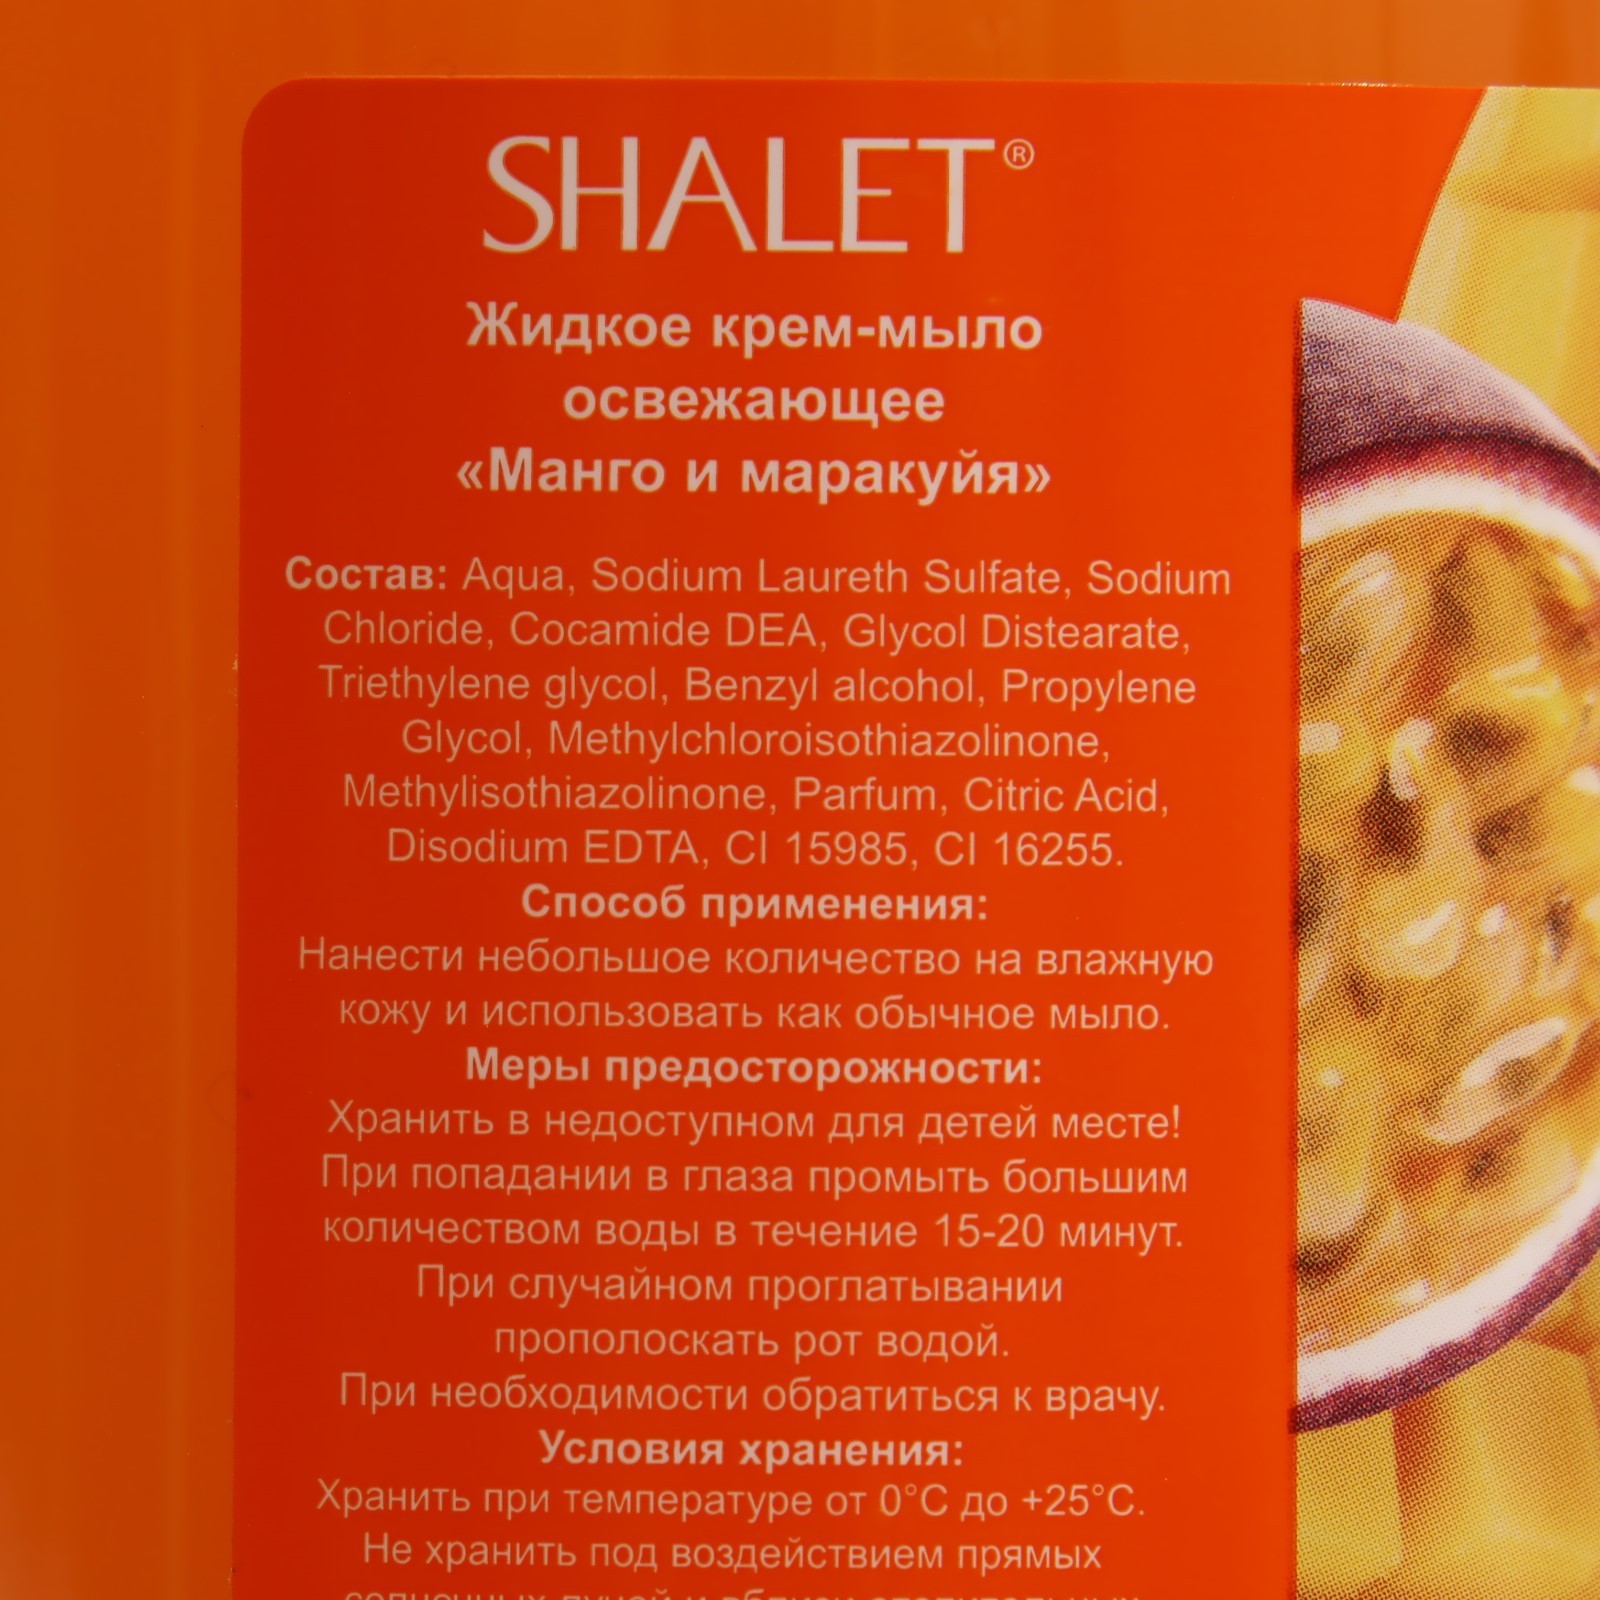 SHALET®
Жидкое крем-мыло
освежающее
«Манго и маракуйя»
Состав: Aqua, Sodium Laureth Sulfate, Sodium
Chloride, Cocamide DEA, Glycol Distearate,
Triethylene glycol, Benzyl alcohol, Propylene
Glycol, Methylchloroisothiazolinone,
Methylisothiazolinone, Parfum, Citric Acid,
Disodium EDTA, CI 15985, CI 16255.
Способ применения:
Нанести небольшое количество на влажную
кожу и использовать как обычное мыло.
Меры предосторожности:
Хранить в недоступном для детей месте!
При попадании в глаза промыть большим
количеством воды в течение 15-20 минут.
При случайном проглатывании
прополоскать рот водой.
При необходимости обратиться к врачу.
Условия хранения:
Хранить при температуре от 0°C до +25°C.
Не хранить под воздействием прямых